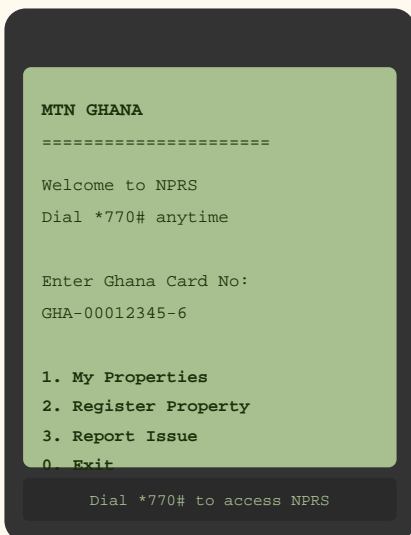 MTN GHANA
======================
Welcome to NPRS
Dial *770# anytime
Enter Ghana Card No:
GHA-00012345-6
1. My Properties
2. Register Property
3. Report Issue
0. Exit
Dial *770# to access NPRS